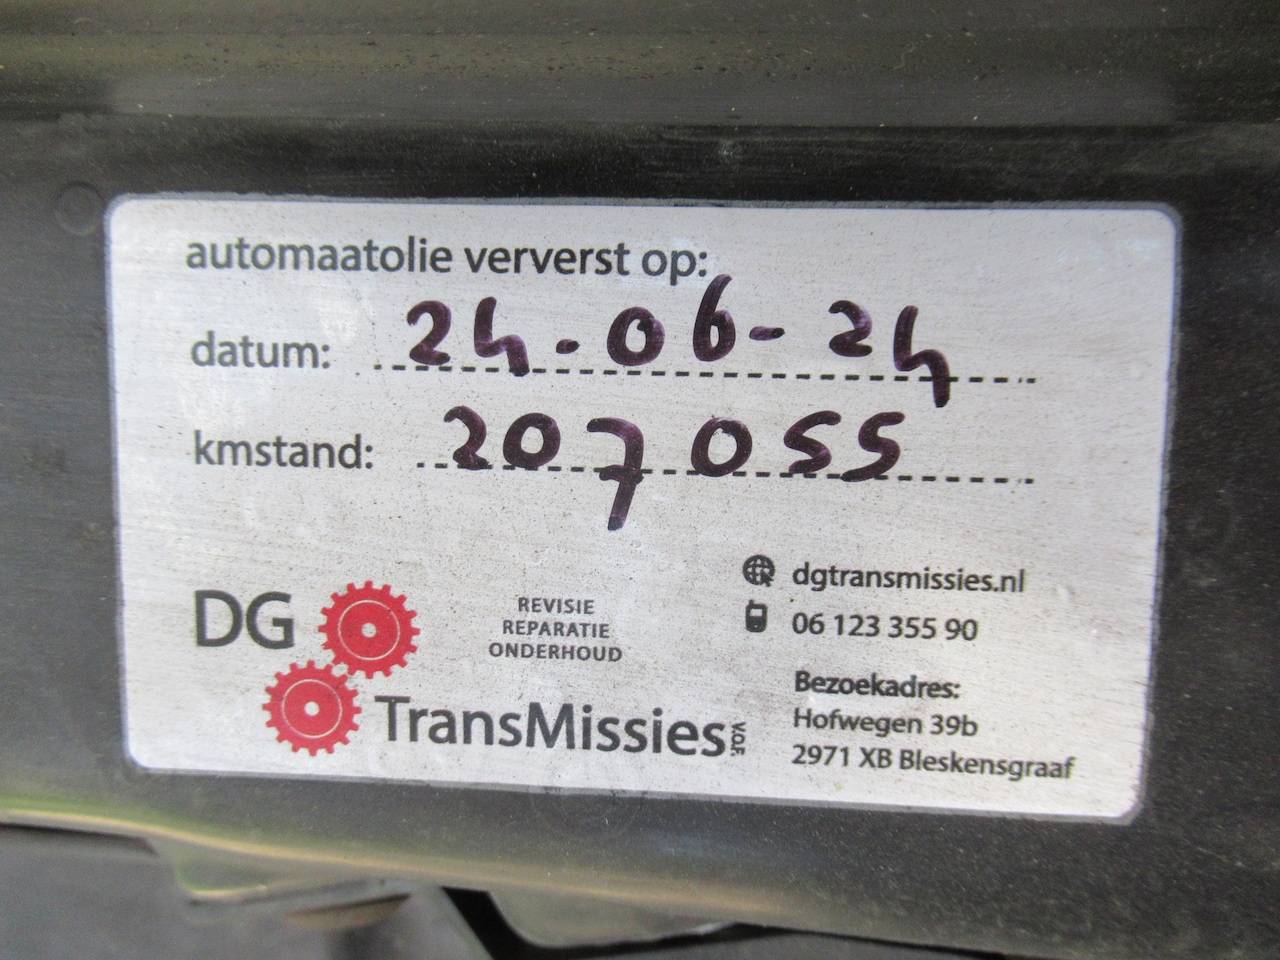 automaatolie ververst op:
datum: 24-06-24
kmstand: 207055
DG
TransMissies V.O.F.
REVISIE
REPARATIE
ONDERHOUD
dgtransmissies.nl
06 123 355 90
Bezoekadres:
Hofwegen 39b
2971 XB Bleskensgraaf